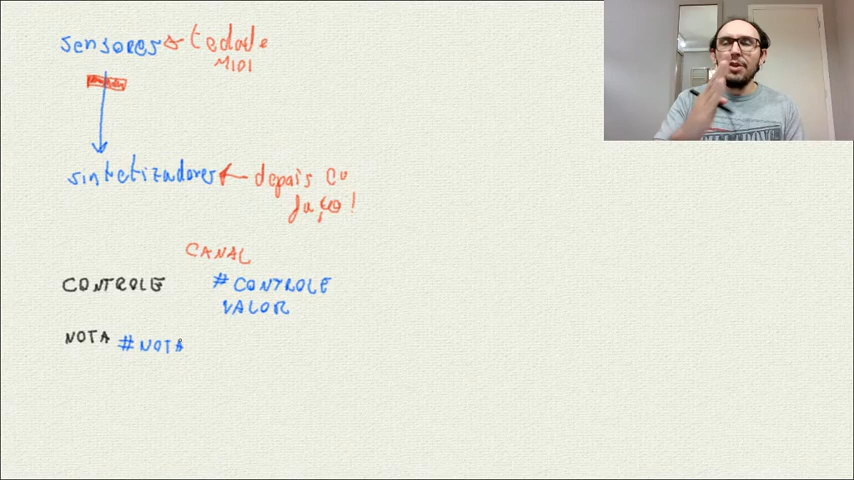 sensores teclado
MIDI
sintetizadores depois eu
faço!
CANAL
CONTROLE #CONTROLE
VALOR
NOTA #NOTA